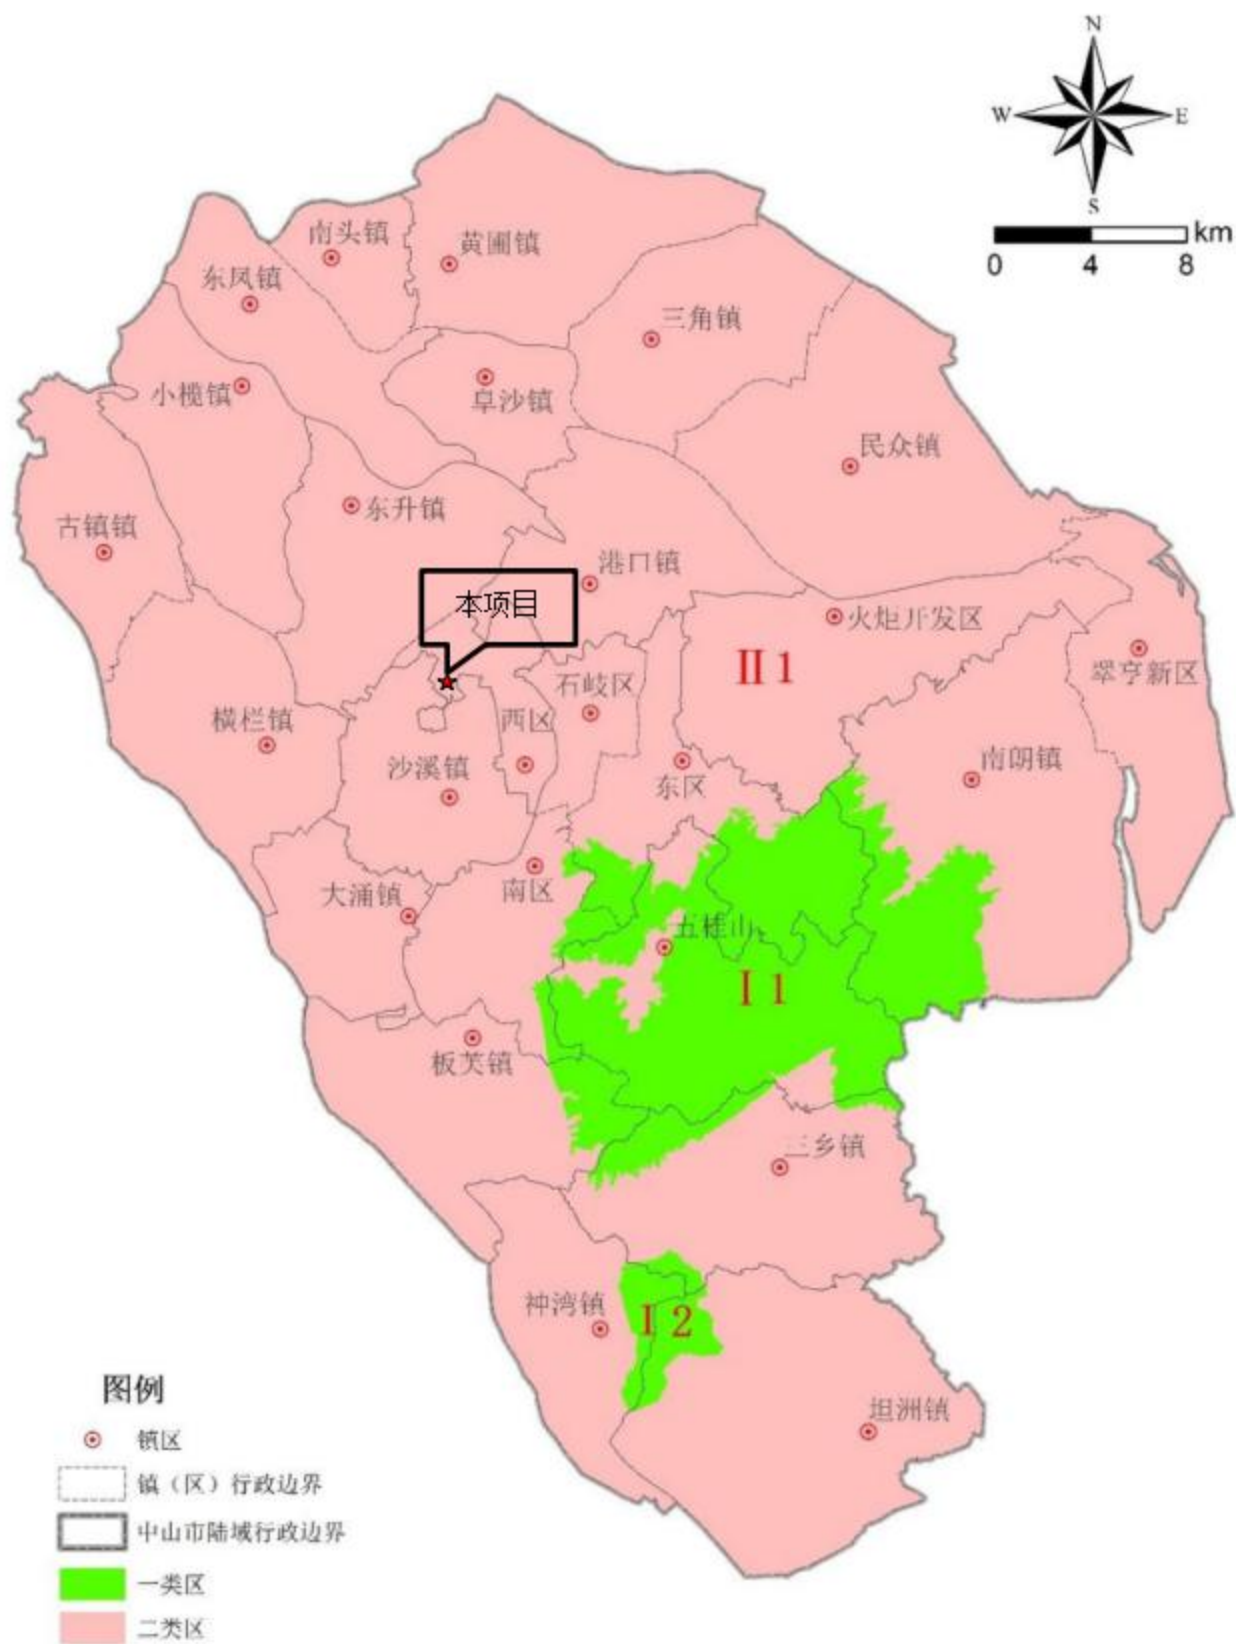 N
W
E
S
km
0 4 8
南头镇
黄圃镇
东凤镇
三角镇
小榄镇
阜沙镇
民众镇
东升镇
古镇镇
港口镇
本项目
火炬开发区
II 1
翠亨新区
石岐区
横栏镇
西区
沙溪镇
东区
南朗镇
大涌镇
南区
五桂山
I 1
板芙镇
三乡镇
神湾镇
I 2
坦洲镇
图例
镇区
镇（区）行政边界
中山市陆域行政边界
一类区
二类区